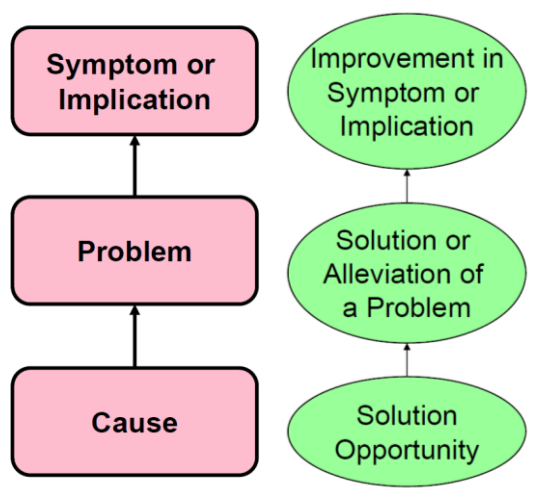 Symptom or
Implication
Problem
Cause
Improvement in
Symptom or
Implication
Solution or
Alleviation of
a Problem
Solution
Opportunity